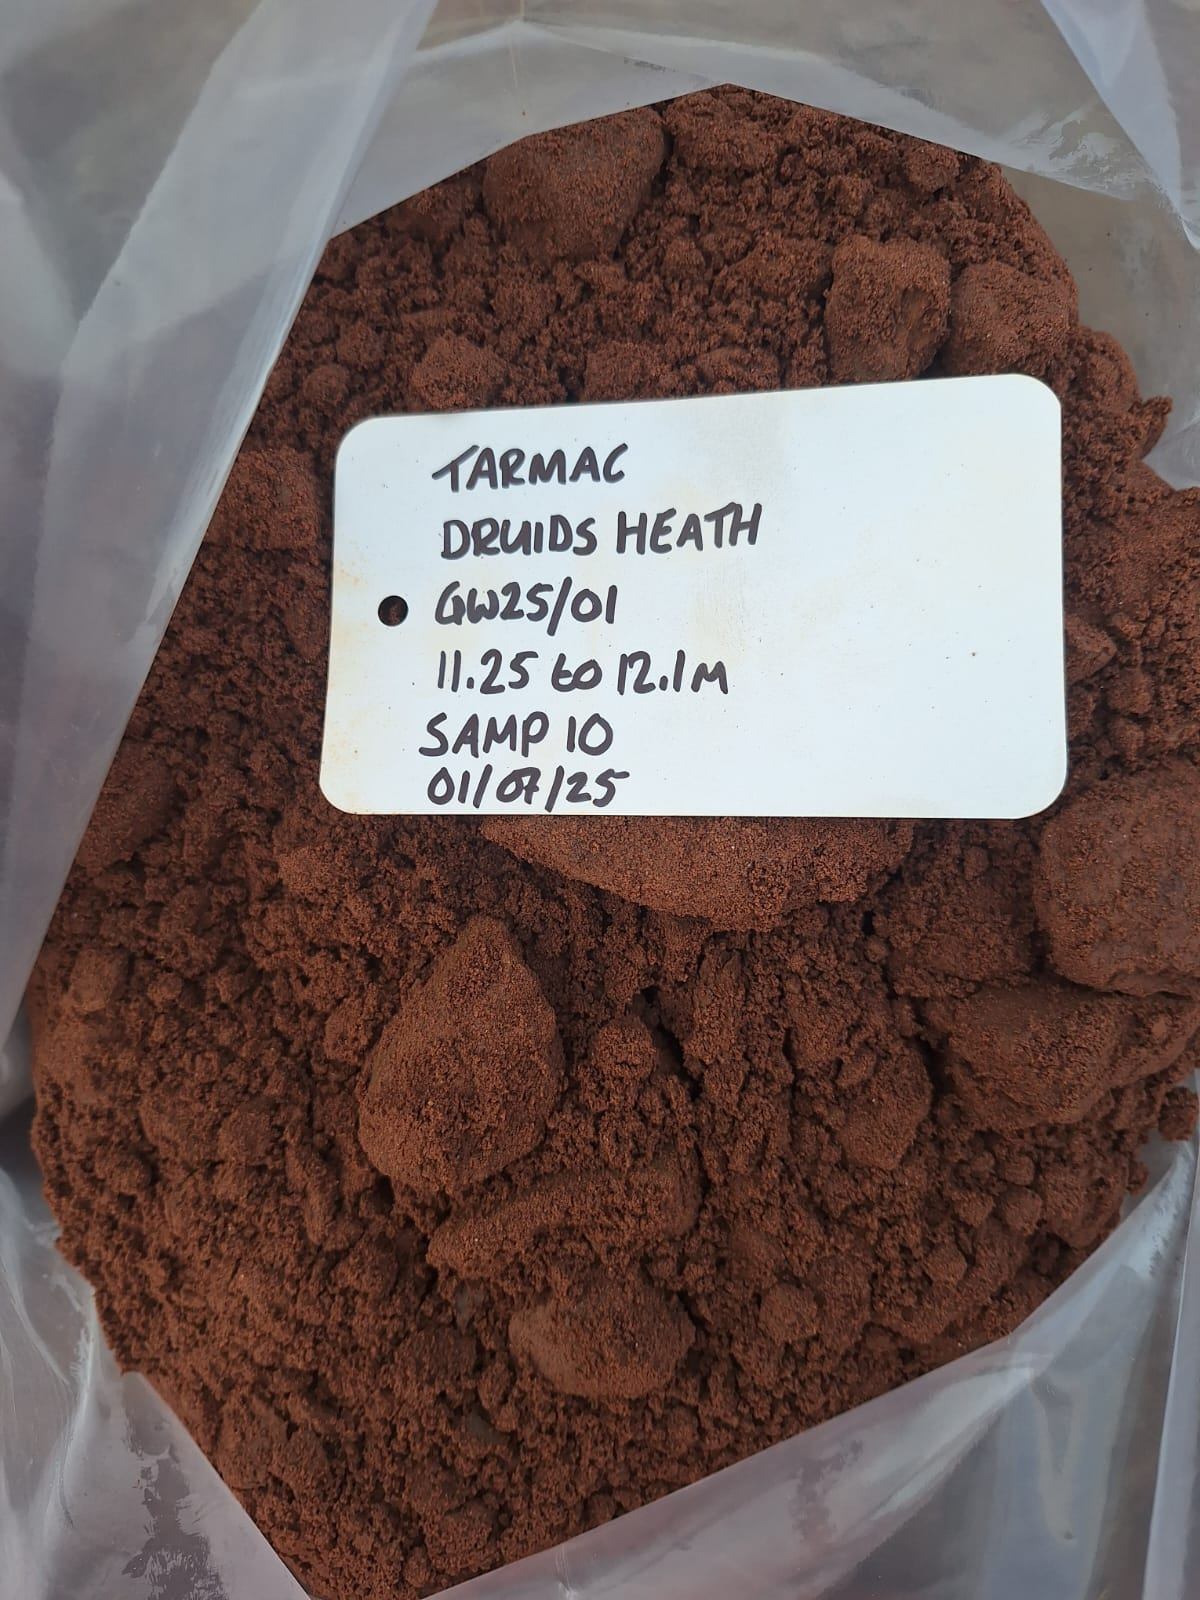 TARMAC
DRUIDS HEATH
GW25/01
11.25 to 12.1M
SAMP 10
01/07/25